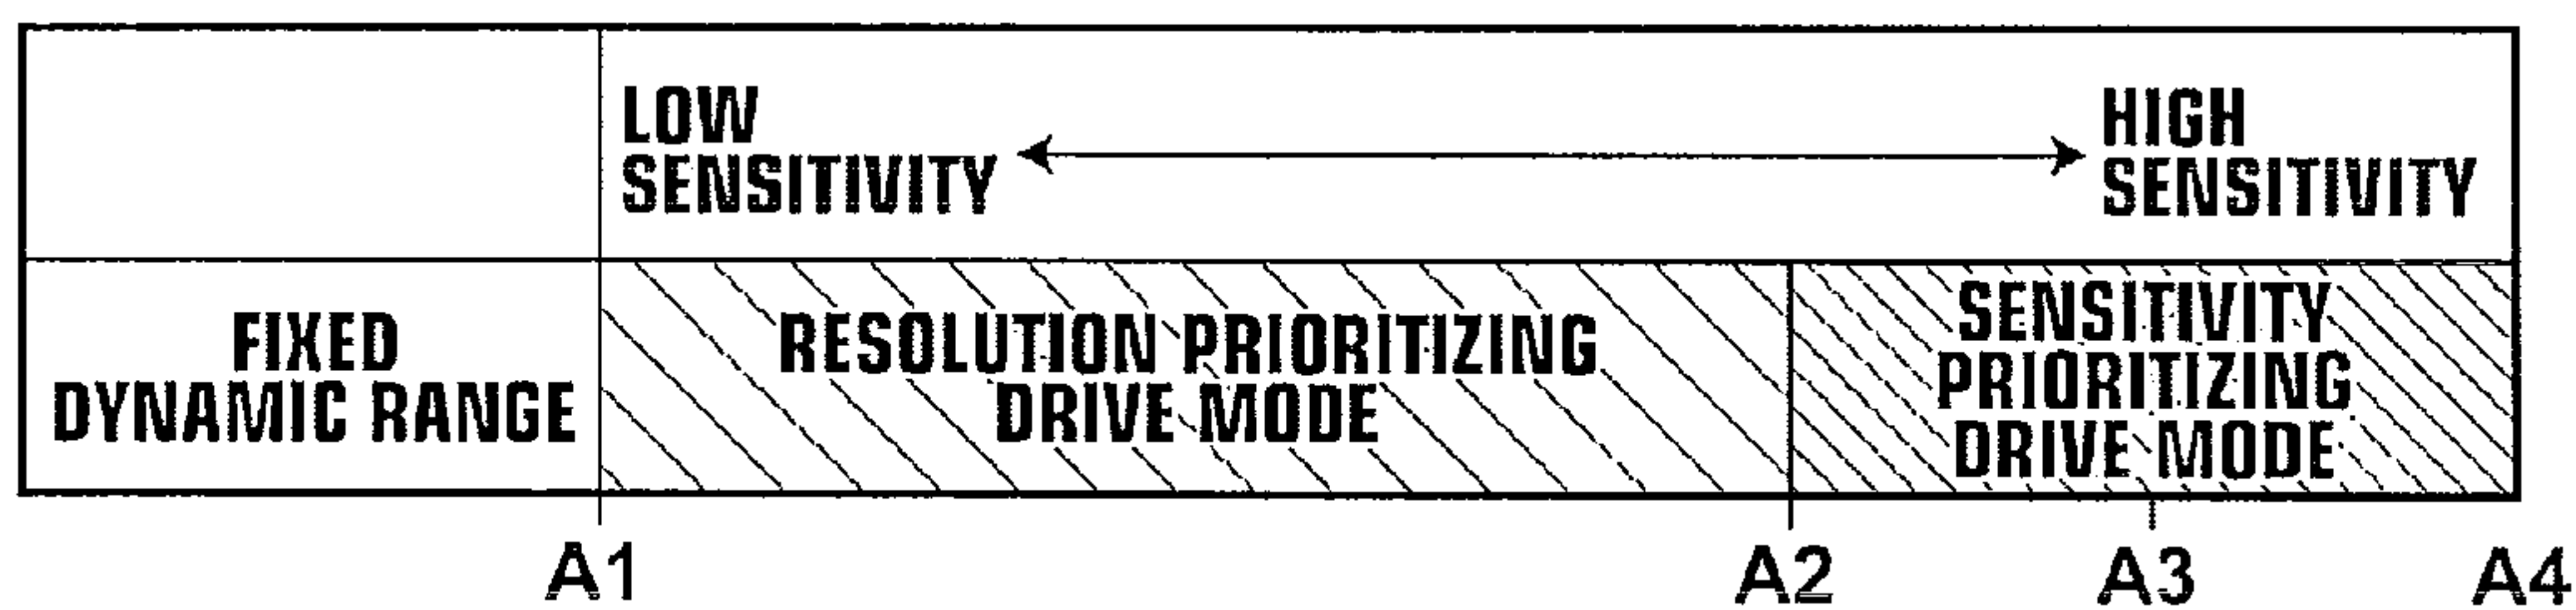 LOW
SENSITIVITY
HIGH
SENSITIVITY
FIXED
DYNAMIC RANGE
RESOLUTION PRIORITIZING
DRIVE MODE
SENSITIVITY
PRIORITIZING
DRIVE MODE
A1
A2
A3
A4